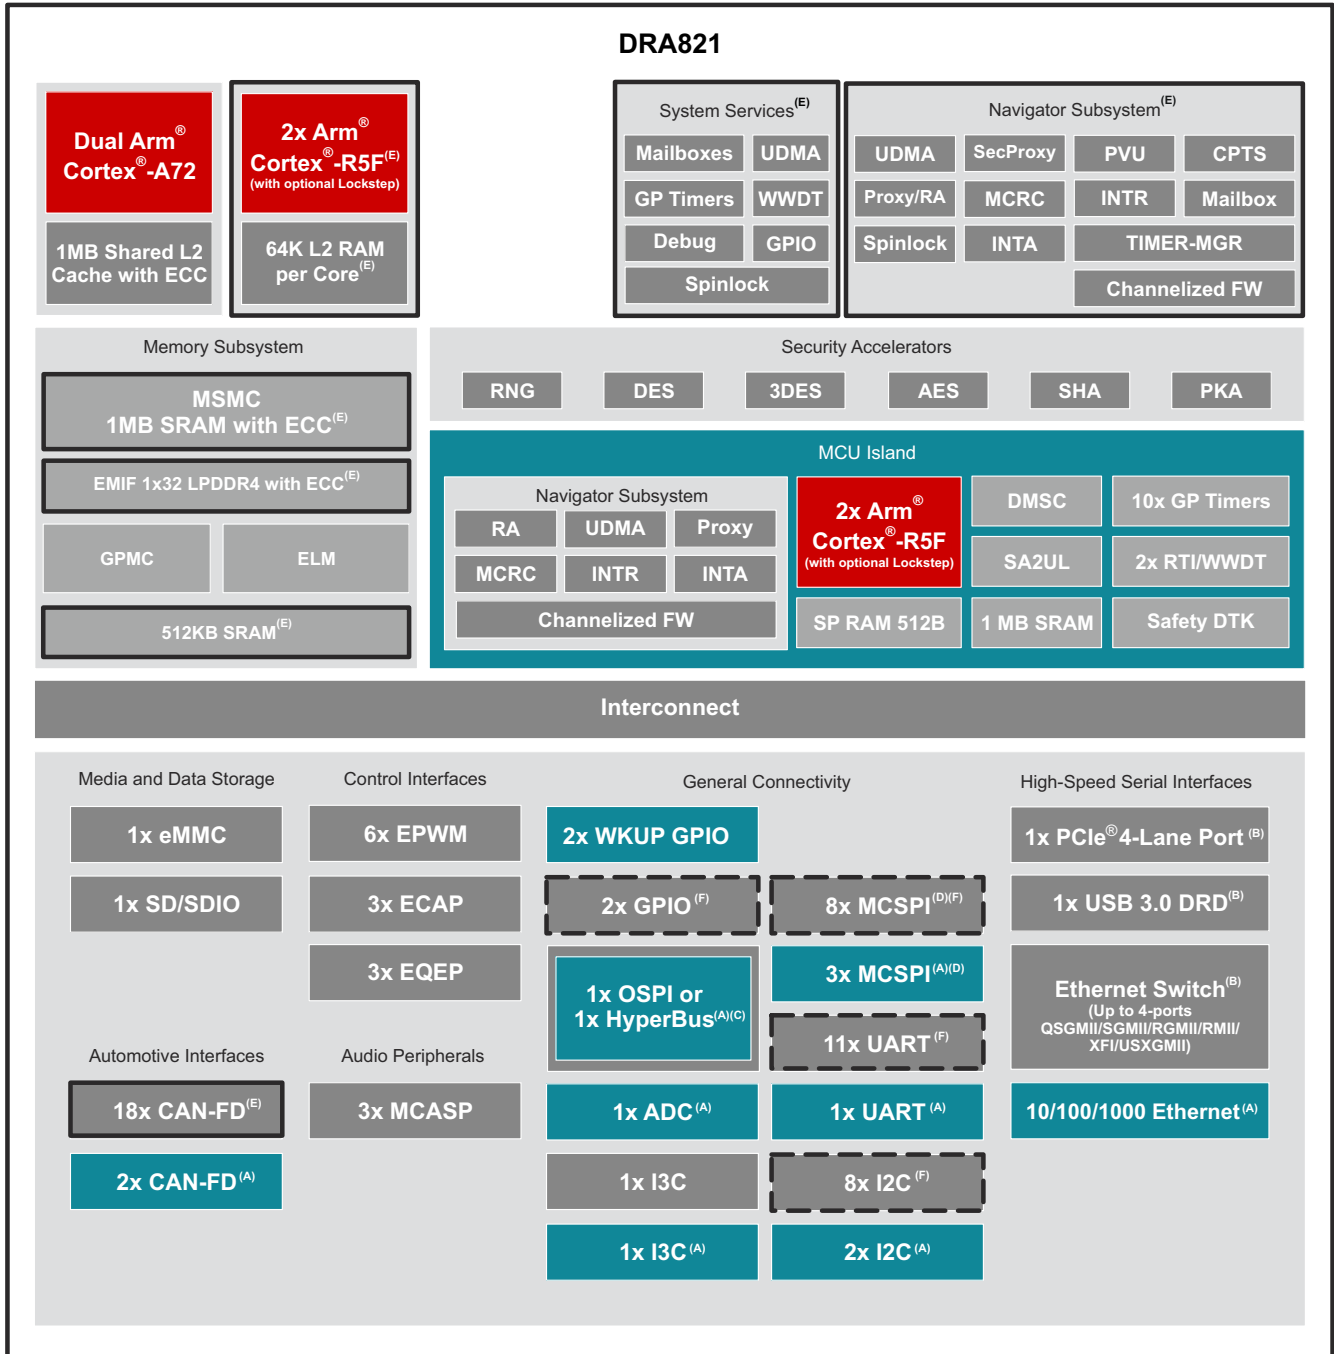 DRA821
Dual Arm®
Cortex®-A72
1MB Shared L2
Cache with ECC
2x Arm®
Cortex®-R5F(E)
(with optional Lockstep)
64K L2 RAM
per Core(E)
System Services(E)
Mailboxes UDMA
GP Timers WWDT
Debug GPIO
Spinlock
Navigator Subsystem(E)
UDMA SecProxy PVU CPTS
Proxy/RA MCRC INTR Mailbox
Spinlock INTA TIMER-MGR
Channelized FW
Memory Subsystem
MSMC
1MB SRAM with ECC(E)
EMIF 1x32 LPDDR4 with ECC(E)
GPMC ELM
512KB SRAM(E)
Security Accelerators
RNG DES 3DES AES SHA PKA
MCU Island
Navigator Subsystem
RA UDMA Proxy
MCRC INTR INTA
Channelized FW
2x Arm®
Cortex®-R5F
(with optional Lockstep)
SP RAM 512B
DMSC 10x GP Timers
SA2UL 2x RTI/WWDT
1 MB SRAM Safety DTK
Interconnect
Media and Data Storage
1x eMMC
1x SD/SDIO
Control Interfaces
6x EPWM
3x ECAP
3x EQEP
Automotive Interfaces
18x CAN-FD(E)
2x CAN-FD(A)
Audio Peripherals
3x MCASP
General Connectivity
2x WKUP GPIO
2x GPIO(F) 8x MCSPI(D)(F)
1x OSPI or
1x HyperBus(A)(C)
3x MCSPI(A)(D)
11x UART(F)
1x ADC(A) 1x UART(A)
1x I3C 8x I2C(F)
1x I3C(A) 2x I2C(A)
High-Speed Serial Interfaces
1x PCIe® 4-Lane Port(B)
1x USB 3.0 DRD(B)
Ethernet Switch(B)
(Up to 4-ports
QSGMII/SGMII/RGMII/RMII/
XFI/USXGMII)
10/100/1000 Ethernet(A)